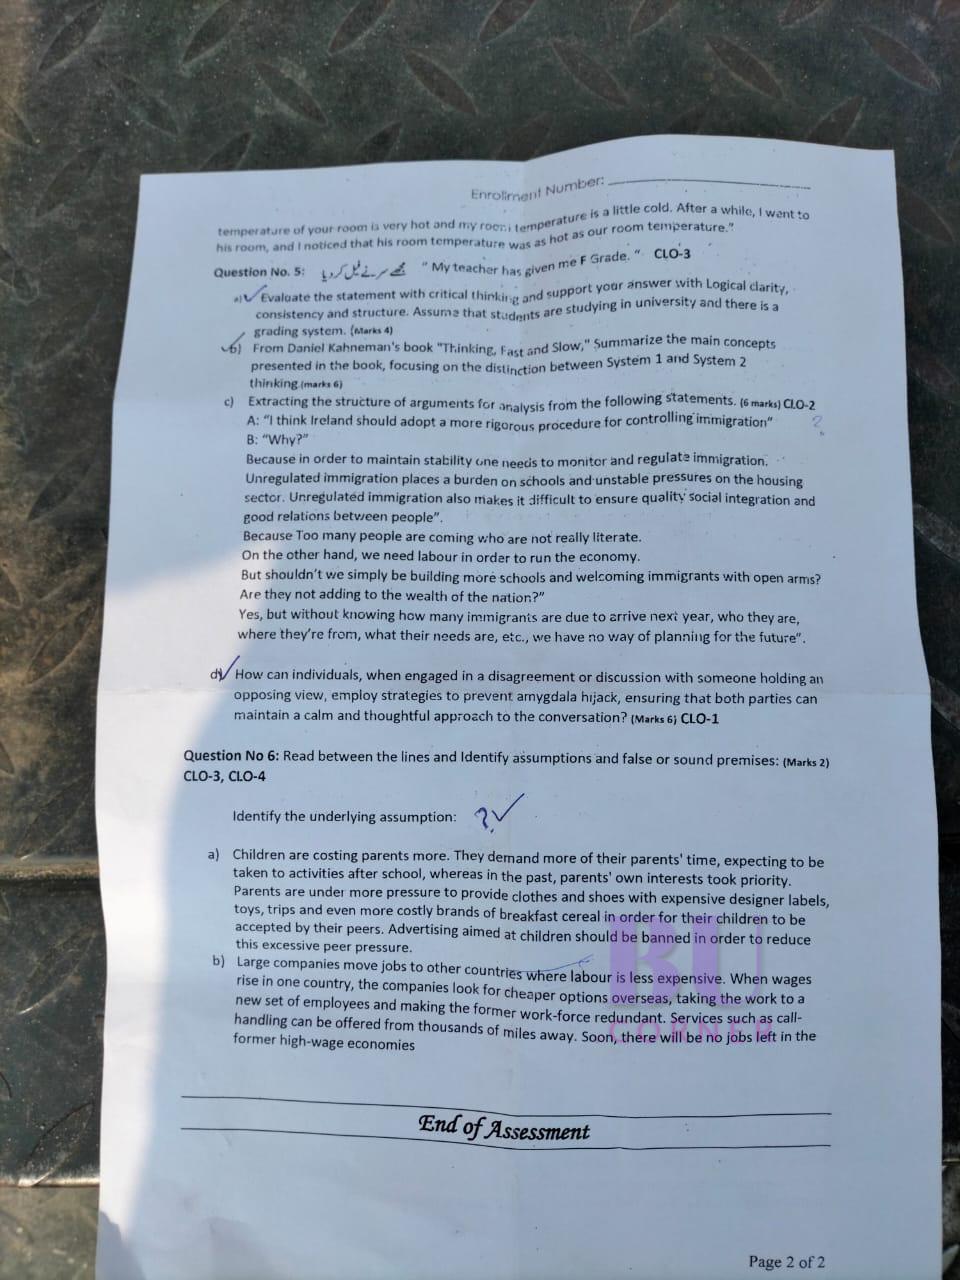 Enrollment Number:
temperature of your room is very hot and my room temperature is a little cold. After a while, I went to
his room, and I noticed that his room temperature was as hot as our room temperature."
Question No. 5: مجھے سر نے فیل کر دیا " My teacher has given me F Grade. " CLO-3
a) Evaluate the statement with critical thinking and support your answer with Logical clarity,
consistency and structure. Assume that students are studying in university and there is a
grading system. (Marks 4)
b) From Daniel Kahneman's book "Thinking, Fast and Slow," Summarize the main concepts
presented in the book, focusing on the distinction between System 1 and System 2
thinking.(marks 6)
c) Extracting the structure of arguments for analysis from the following statements. (6 marks) CLO-2
A: "I think Ireland should adopt a more rigorous procedure for controlling immigration" ?
B: "Why?"
Because in order to maintain stability one needs to monitor and regulate immigration.
Unregulated immigration places a burden on schools and unstable pressures on the housing
sector. Unregulated immigration also makes it difficult to ensure quality social integration and
good relations between people".
Because Too many people are coming who are not really literate.
On the other hand, we need labour in order to run the economy.
But shouldn't we simply be building more schools and welcoming immigrants with open arms?
Are they not adding to the wealth of the nation?"
Yes, but without knowing how many immigrants are due to arrive next year, who they are,
where they're from, what their needs are, etc., we have no way of planning for the future".
d) How can individuals, when engaged in a disagreement or discussion with someone holding an
opposing view, employ strategies to prevent amygdala hijack, ensuring that both parties can
maintain a calm and thoughtful approach to the conversation? (Marks 6) CLO-1
Question No 6: Read between the lines and Identify assumptions and false or sound premises: (Marks 2)
CLO-3, CLO-4
Identify the underlying assumption: ?
a) Children are costing parents more. They demand more of their parents' time, expecting to be
taken to activities after school, whereas in the past, parents' own interests took priority.
Parents are under more pressure to provide clothes and shoes with expensive designer labels,
toys, trips and even more costly brands of breakfast cereal in order for their children to be
accepted by their peers. Advertising aimed at children should be banned in order to reduce
this excessive peer pressure.
b) Large companies move jobs to other countries where labour is less expensive. When wages
rise in one country, the companies look for cheaper options overseas, taking the work to a
new set of employees and making the former work-force redundant. Services such as call-
handling can be offered from thousands of miles away. Soon, there will be no jobs left in the
former high-wage economies
BU
CORNER
End of Assessment
Page 2 of 2